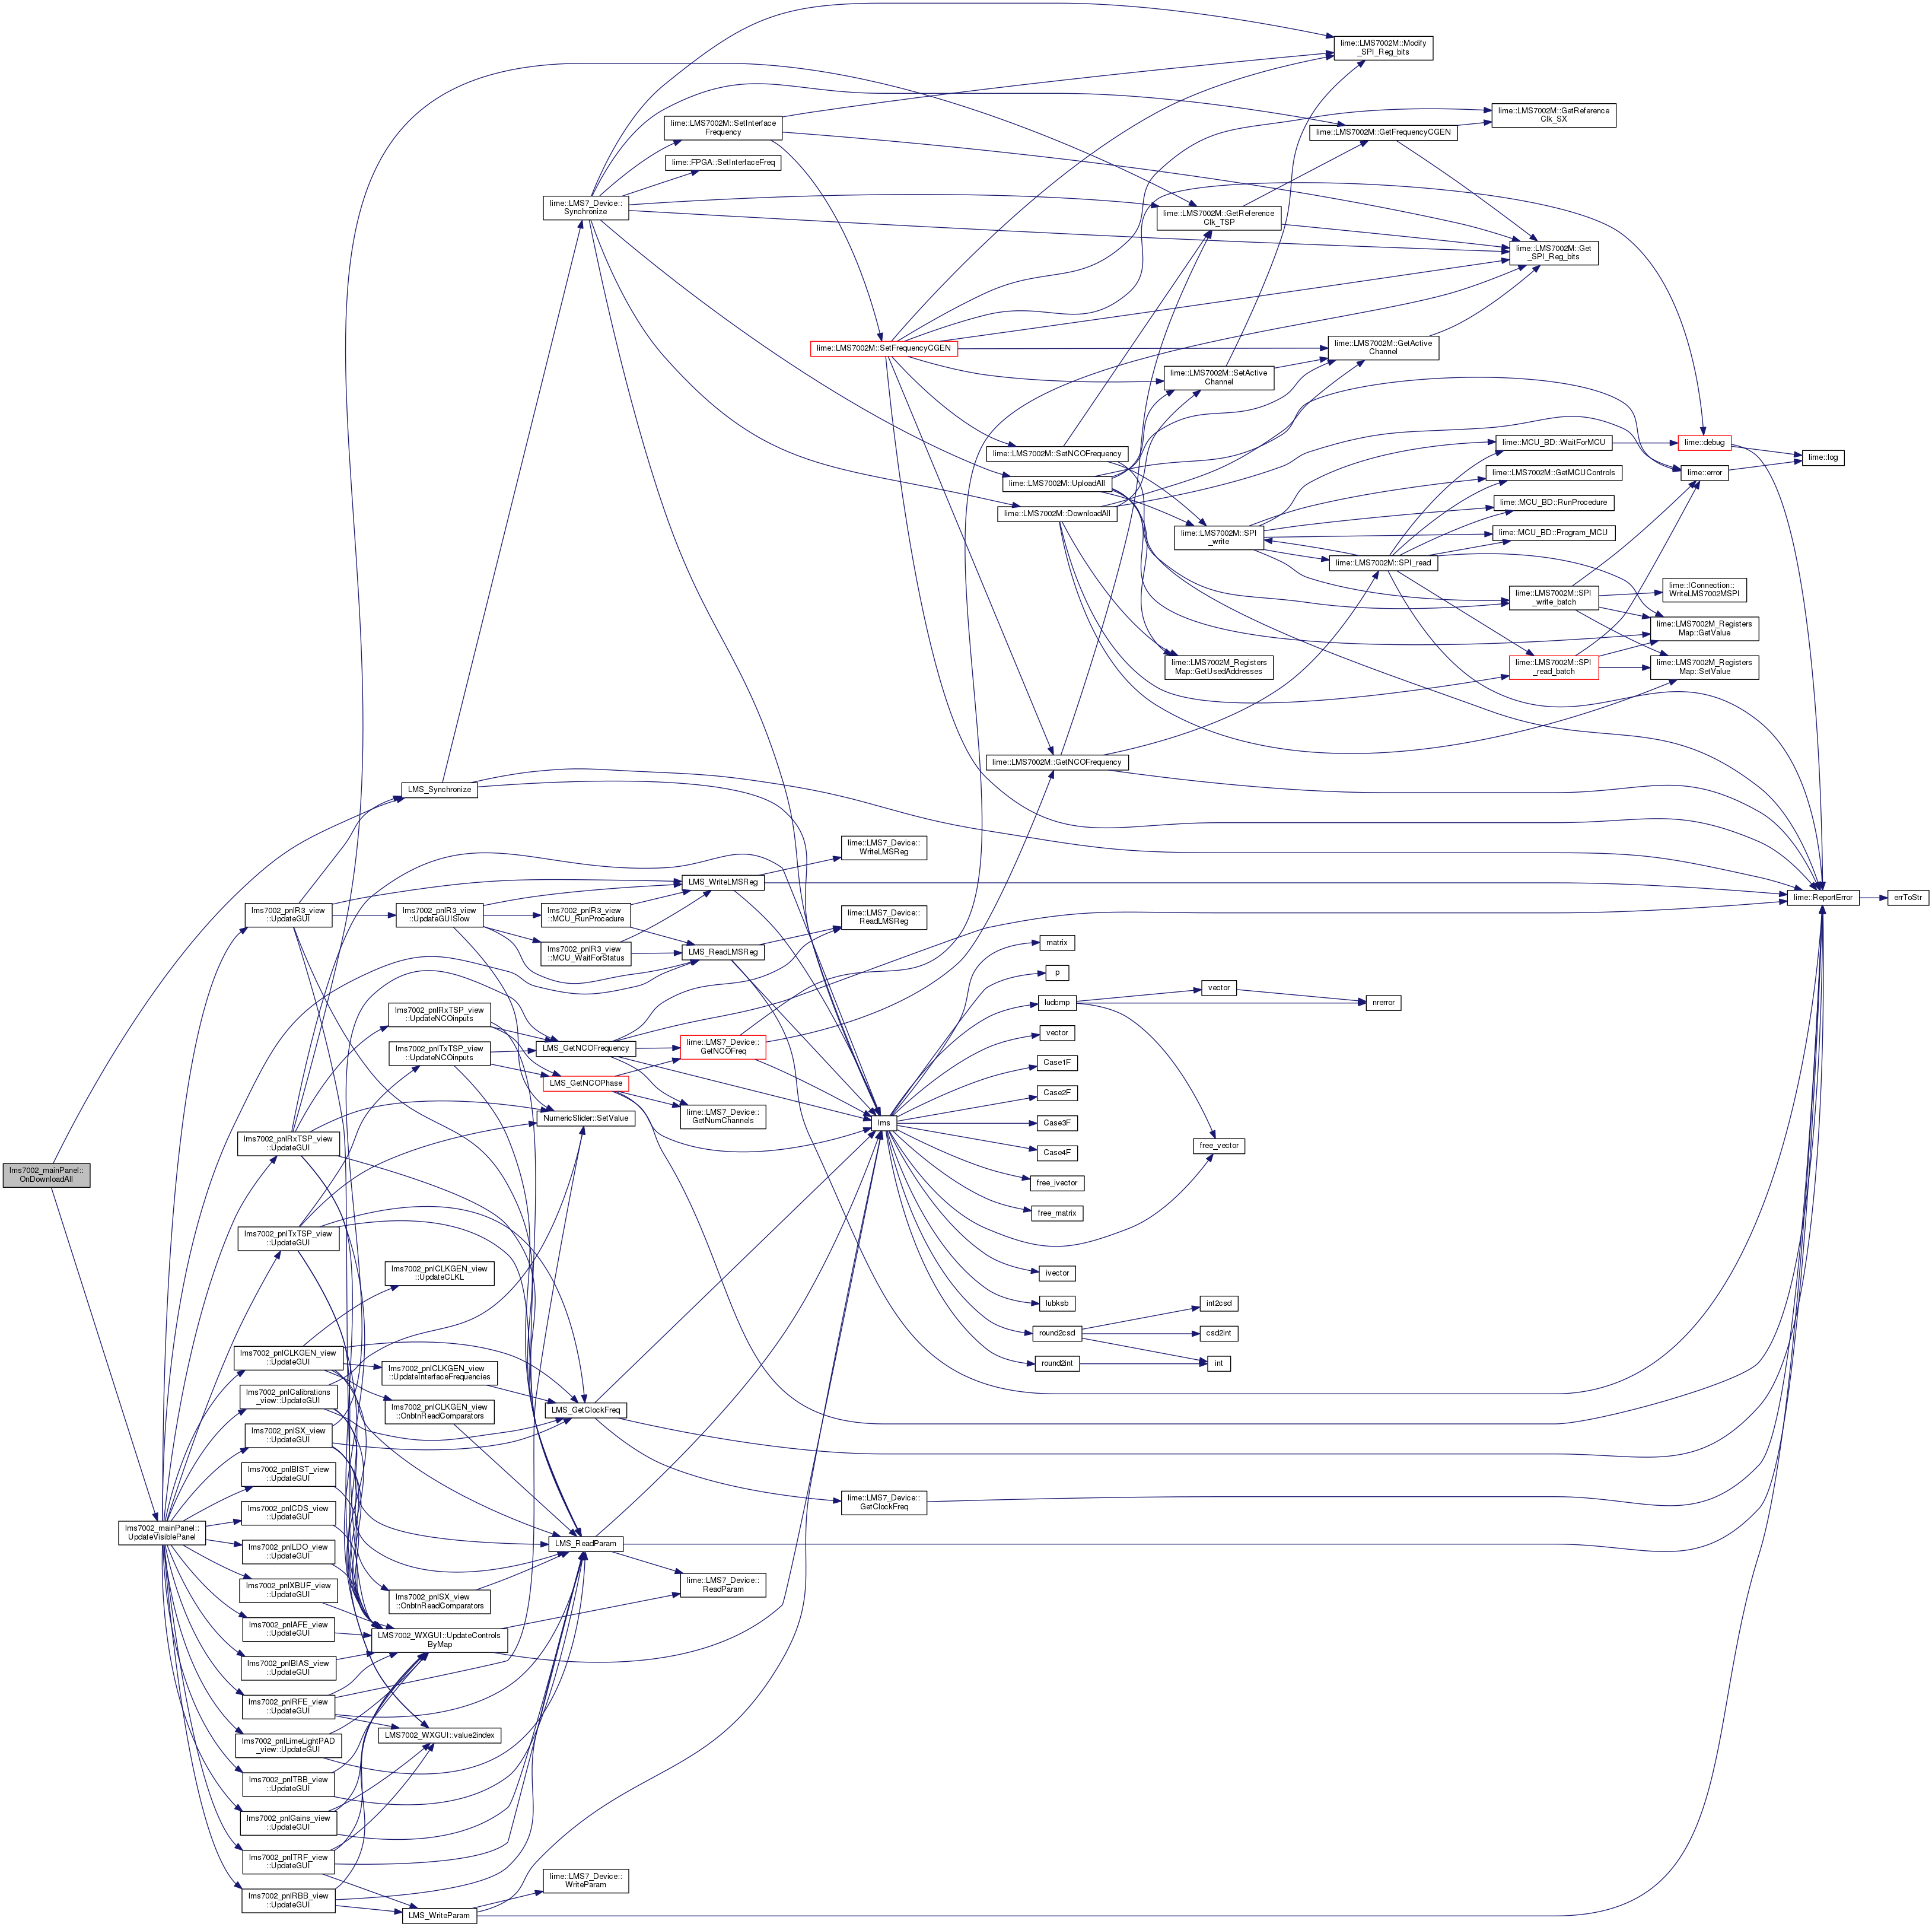 lime::LMS7002M::Modify
_SPI_Reg_bits
lime::LMS7002M::GetReference
Clk_SX
lime::LMS7002M::SetInterface
Frequency
lime::LMS7002M::GetFrequencyCGEN
lime::FPGA::SetInterfaceFreq
lime::LMS7_Device::
Synchronize
lime::LMS7002M::GetReference
Clk_TSP
lime::LMS7002M::Get
_SPI_Reg_bits
lime::LMS7002M::SetFrequencyCGEN
lime::LMS7002M::GetActive
Channel
lime::LMS7002M::SetActive
Channel
lime::LMS7002M::SetNCOFrequency
lime::MCU_BD::WaitForMCU
lime::debug
lime::log
lime::LMS7002M::UploadAll
lime::LMS7002M::GetMCUControls
lime::error
lime::LMS7002M::DownloadAll
lime::MCU_BD::RunProcedure
lime::LMS7002M::SPI
_write
lime::MCU_BD::Program_MCU
lime::LMS7002M::SPI_read
lime::LMS7002M::SPI
_write_batch
lime::IConnection::
WriteLMS7002MSPI
lime::LMS7002M_Registers
Map::GetValue
lime::LMS7002M_Registers
Map::GetUsedAddresses
lime::LMS7002M::SPI
_read_batch
lime::LMS7002M_Registers
Map::SetValue
lime::LMS7002M::GetNCOFrequency
LMS_Synchronize
lime::LMS7_Device::
WriteLMSReg
LMS_WriteLMSReg
lime::ReportError
errToStr
lms7002_pnlR3_view
::UpdateGUI
lms7002_pnlR3_view
::UpdateGUISlow
lms7002_pnlR3_view
::MCU_RunProcedure
lime::LMS7_Device::
ReadLMSReg
lms7002_pnlR3_view
::MCU_WaitForStatus
LMS_ReadLMSReg
matrix
p
vector
ludcmp
nrerror
lms7002_pnlRxTSP_view
::UpdateNCOinputs
vector
lms7002_pnlTxTSP_view
::UpdateNCOinputs
LMS_GetNCOFrequency
lime::LMS7_Device::
GetNCOFreq
Case1F
LMS_GetNCOPhase
Case2F
NumericSlider::SetValue
lime::LMS7_Device::
GetNumChannels
lms
Case3F
lms7002_pnlRxTSP_view
::UpdateGUI
Case4F
free_vector
lms7002_mainPanel::
OnDownloadAll
free_ivector
free_matrix
lms7002_pnlTxTSP_view
::UpdateGUI
lms7002_pnlCLKGEN_view
::UpdateCLKL
ivector
lubksb
int2csd
round2csd
csd2int
round2int
int
lms7002_pnlCLKGEN_view
::UpdateGUI
lms7002_pnlCLKGEN_view
::UpdateInterfaceFrequencies
lms7002_pnlCalibrations
_view::UpdateGUI
lms7002_pnlCLKGEN_view
::OnbtnReadComparators
LMS_GetClockFreq
lms7002_pnlSX_view
::UpdateGUI
lms7002_pnlBIST_view
::UpdateGUI
lime::LMS7_Device::
GetClockFreq
lms7002_pnlCDS_view
::UpdateGUI
lms7002_mainPanel::
UpdateVisiblePanel
LMS_ReadParam
lms7002_pnlLDO_view
::UpdateGUI
lime::LMS7_Device::
ReadParam
lms7002_pnlXBUF_view
::UpdateGUI
lms7002_pnlSX_view
::OnbtnReadComparators
lms7002_pnlAFE_view
::UpdateGUI
LMS7002_WXGUI::UpdateControls
ByMap
lms7002_pnlBIAS_view
::UpdateGUI
lms7002_pnlRFE_view
::UpdateGUI
LMS7002_WXGUI::value2index
lms7002_pnlLimeLightPAD
_view::UpdateGUI
lms7002_pnlTBB_view
::UpdateGUI
lms7002_pnlGains_view
::UpdateGUI
lms7002_pnlTRF_view
::UpdateGUI
lime::LMS7_Device::
WriteParam
lms7002_pnlRBB_view
::UpdateGUI
LMS_WriteParam